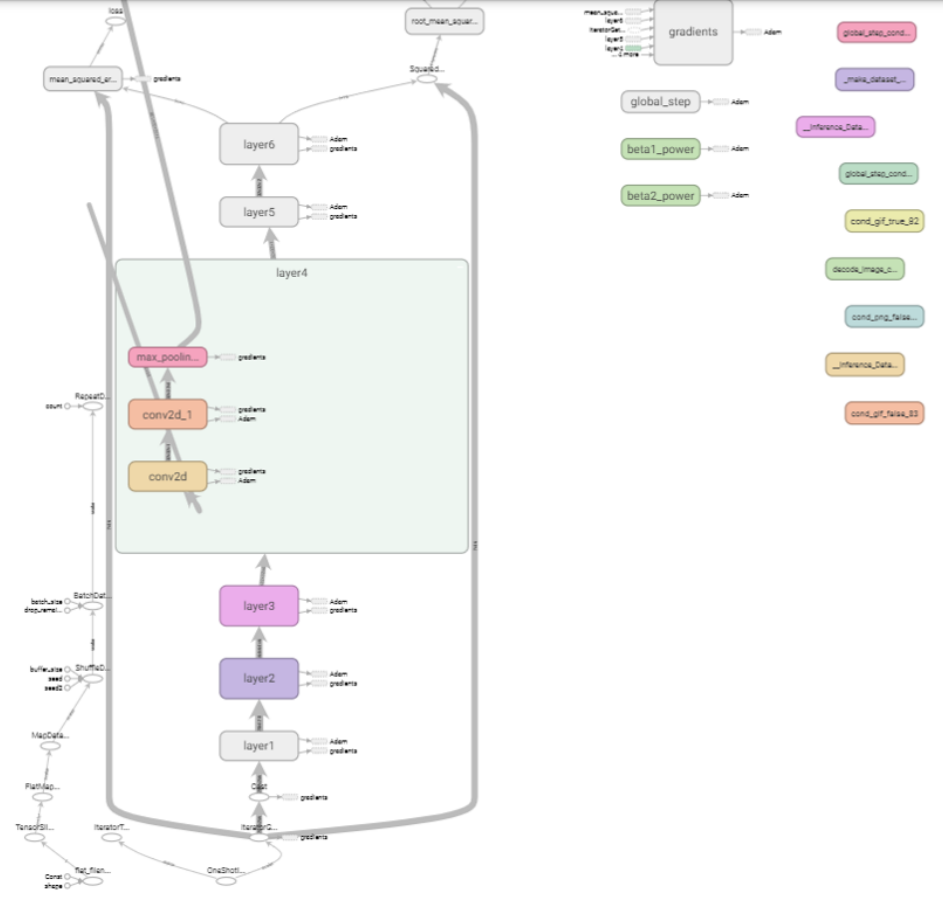 loss
root_mean_squar...
mean_squared_er...
gradients
Squared...
layer6
Adam
gradients
layer5
Adam
gradients
layer4
max_poolin...
gradients
conv2d_1
gradients
Adam
conv2d
gradients
Adam
RepeatD...
count
BatchDat...
batch_size
drop_remai...
ShuffleD...
buffer_size
seed
seed2
MapData...
FlatMap...
TensorSli...
IteratorT...
flat_filen...
Const
shape
OneShotI...
layer3
Adam
gradients
layer2
Adam
gradients
layer1
Adam
gradients
Cast
gradients
IteratorG...
gradients
mean_squa...
layer6
IteratorGet...
layer5
layer4
... 4 more
gradients
Adam
global_step
Adam
beta1_power
Adam
beta2_power
Adam
global_step_cond...
_make_dataset_...
__inference_Data...
global_step_cond...
cond_gif_true_82
decode_image_c...
cond_png_false...
__inference_Data...
cond_gif_false_83